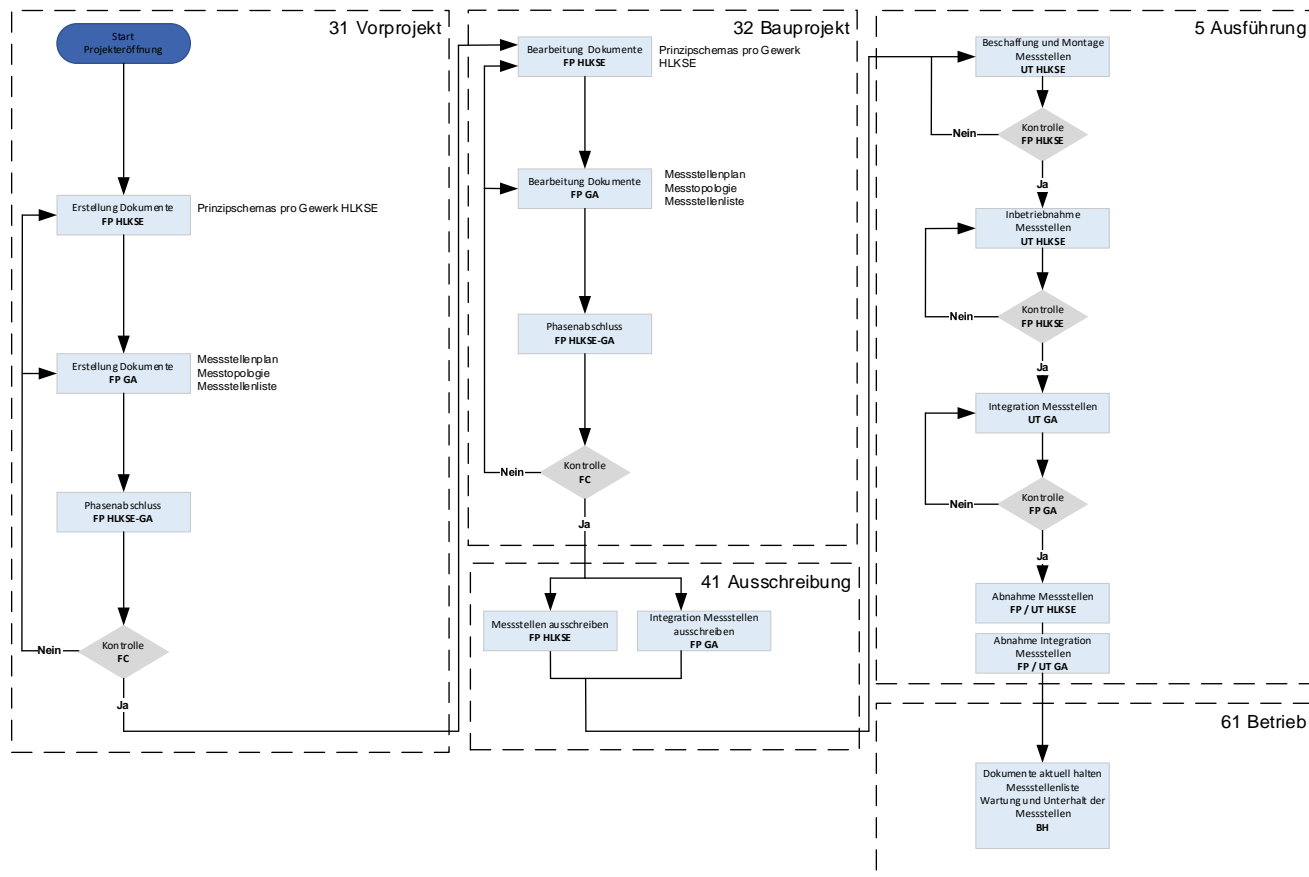 31 Vorprojekt
Start
Projekteröffnung
Erstellung Dokumente
FP HLKSE
Prinzipschemas pro Gewerk HLKSE
Erstellung Dokumente
FP GA
Messstellenplan
Messtopologie
Messstellenliste
Phasenabschluss
FP HLKSE-GA
Kontrolle
FC
Nein
Ja
32 Bauprojekt
Bearbeitung Dokumente
FP HLKSE
Prinzipschemas pro Gewerk
HLKSE
Bearbeitung Dokumente
FP GA
Messstellenplan
Messtopologie
Messstellenliste
Phasenabschluss
FP HLKSE-GA
Kontrolle
FC
Nein
Ja
41 Ausschreibung
Messstellen ausschreiben
FP HLKSE
Integration Messstellen
ausschreiben
FP GA
5 Ausführung
Beschaffung und Montage
Messstellen
UT HLKSE
Kontrolle
FP HLKSE
Nein
Ja
Inbetriebnahme
Messstellen
UT HLKSE
Kontrolle
FP HLKSE
Nein
Ja
Integration Messstellen
UT GA
Kontrolle
FP GA
Nein
Ja
Abnahme Messstellen
FP / UT HLKSE
Abnahme Integration
Messstellen
FP / UT GA
61 Betrieb
Dokumente aktuell halten
Messstellenliste
Wartung und Unterhalt der
Messstellen
BH